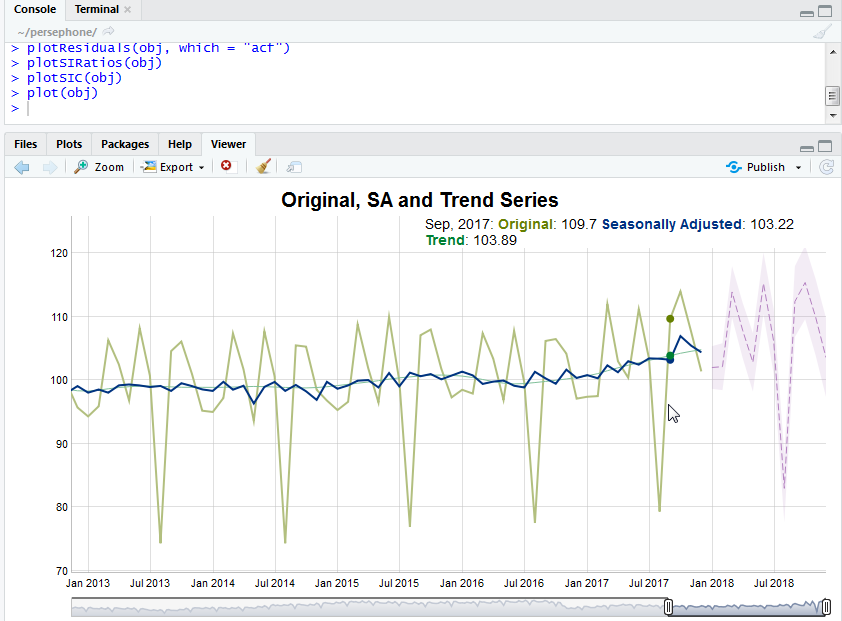 Console Terminal
~/persephone/
> plotResiduals(obj, which = "acf")
> plotSIRatios(obj)
> plotSIC(obj)
> plot(obj)
>
Files Plots Packages Help Viewer
Zoom Export Publish
Original, SA and Trend Series
Sep, 2017: Original: 109.7 Seasonally Adjusted: 103.22
Trend: 103.89
120
110
100
90
80
70
Jan 2013 Jul 2013 Jan 2014 Jul 2014 Jan 2015 Jul 2015 Jan 2016 Jul 2016 Jan 2017 Jul 2017 Jan 2018 Jul 2018